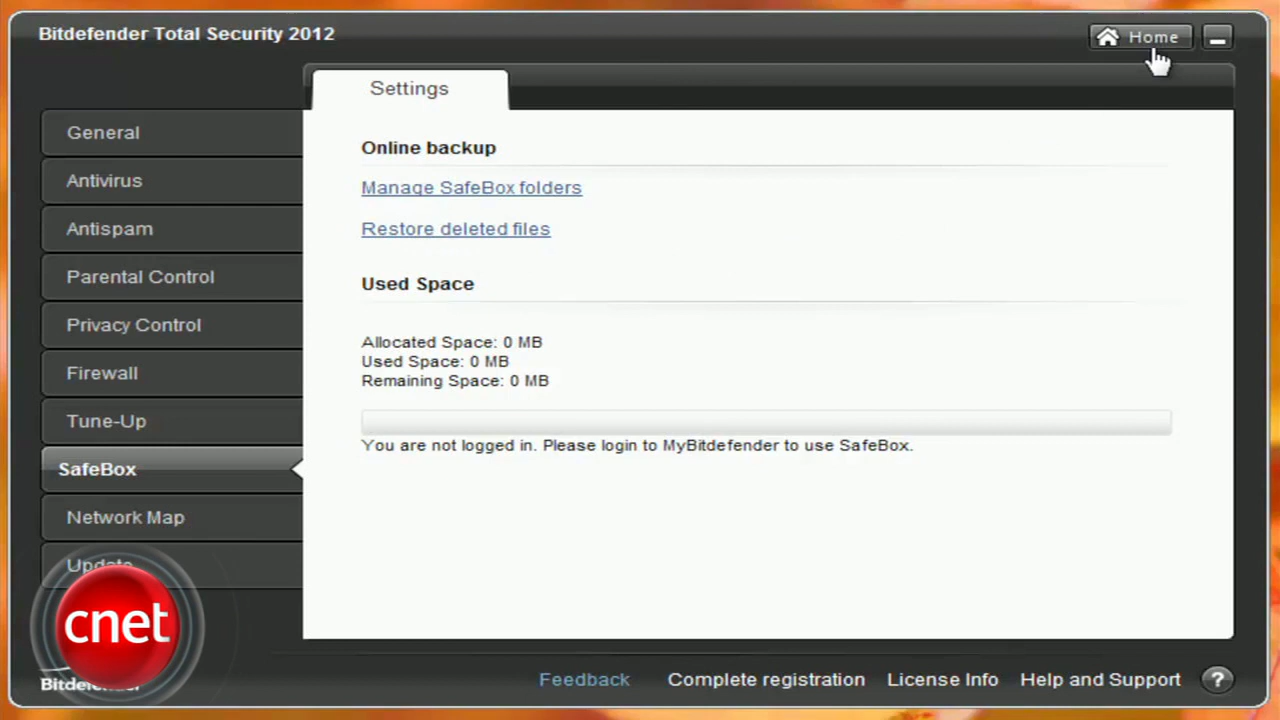 Bitdefender Total Security 2012
Home
Settings
General
Antivirus
Antispam
Parental Control
Privacy Control
Firewall
Tune-Up
SafeBox
Network Map
Update
Online backup
Manage SafeBox folders
Restore deleted files
Used Space
Allocated Space: 0 MB
Used Space: 0 MB
Remaining Space: 0 MB
You are not logged in. Please login to MyBitdefender to use SafeBox.
cnet
Bitdefender
Feedback
Complete registration
License Info
Help and Support
?